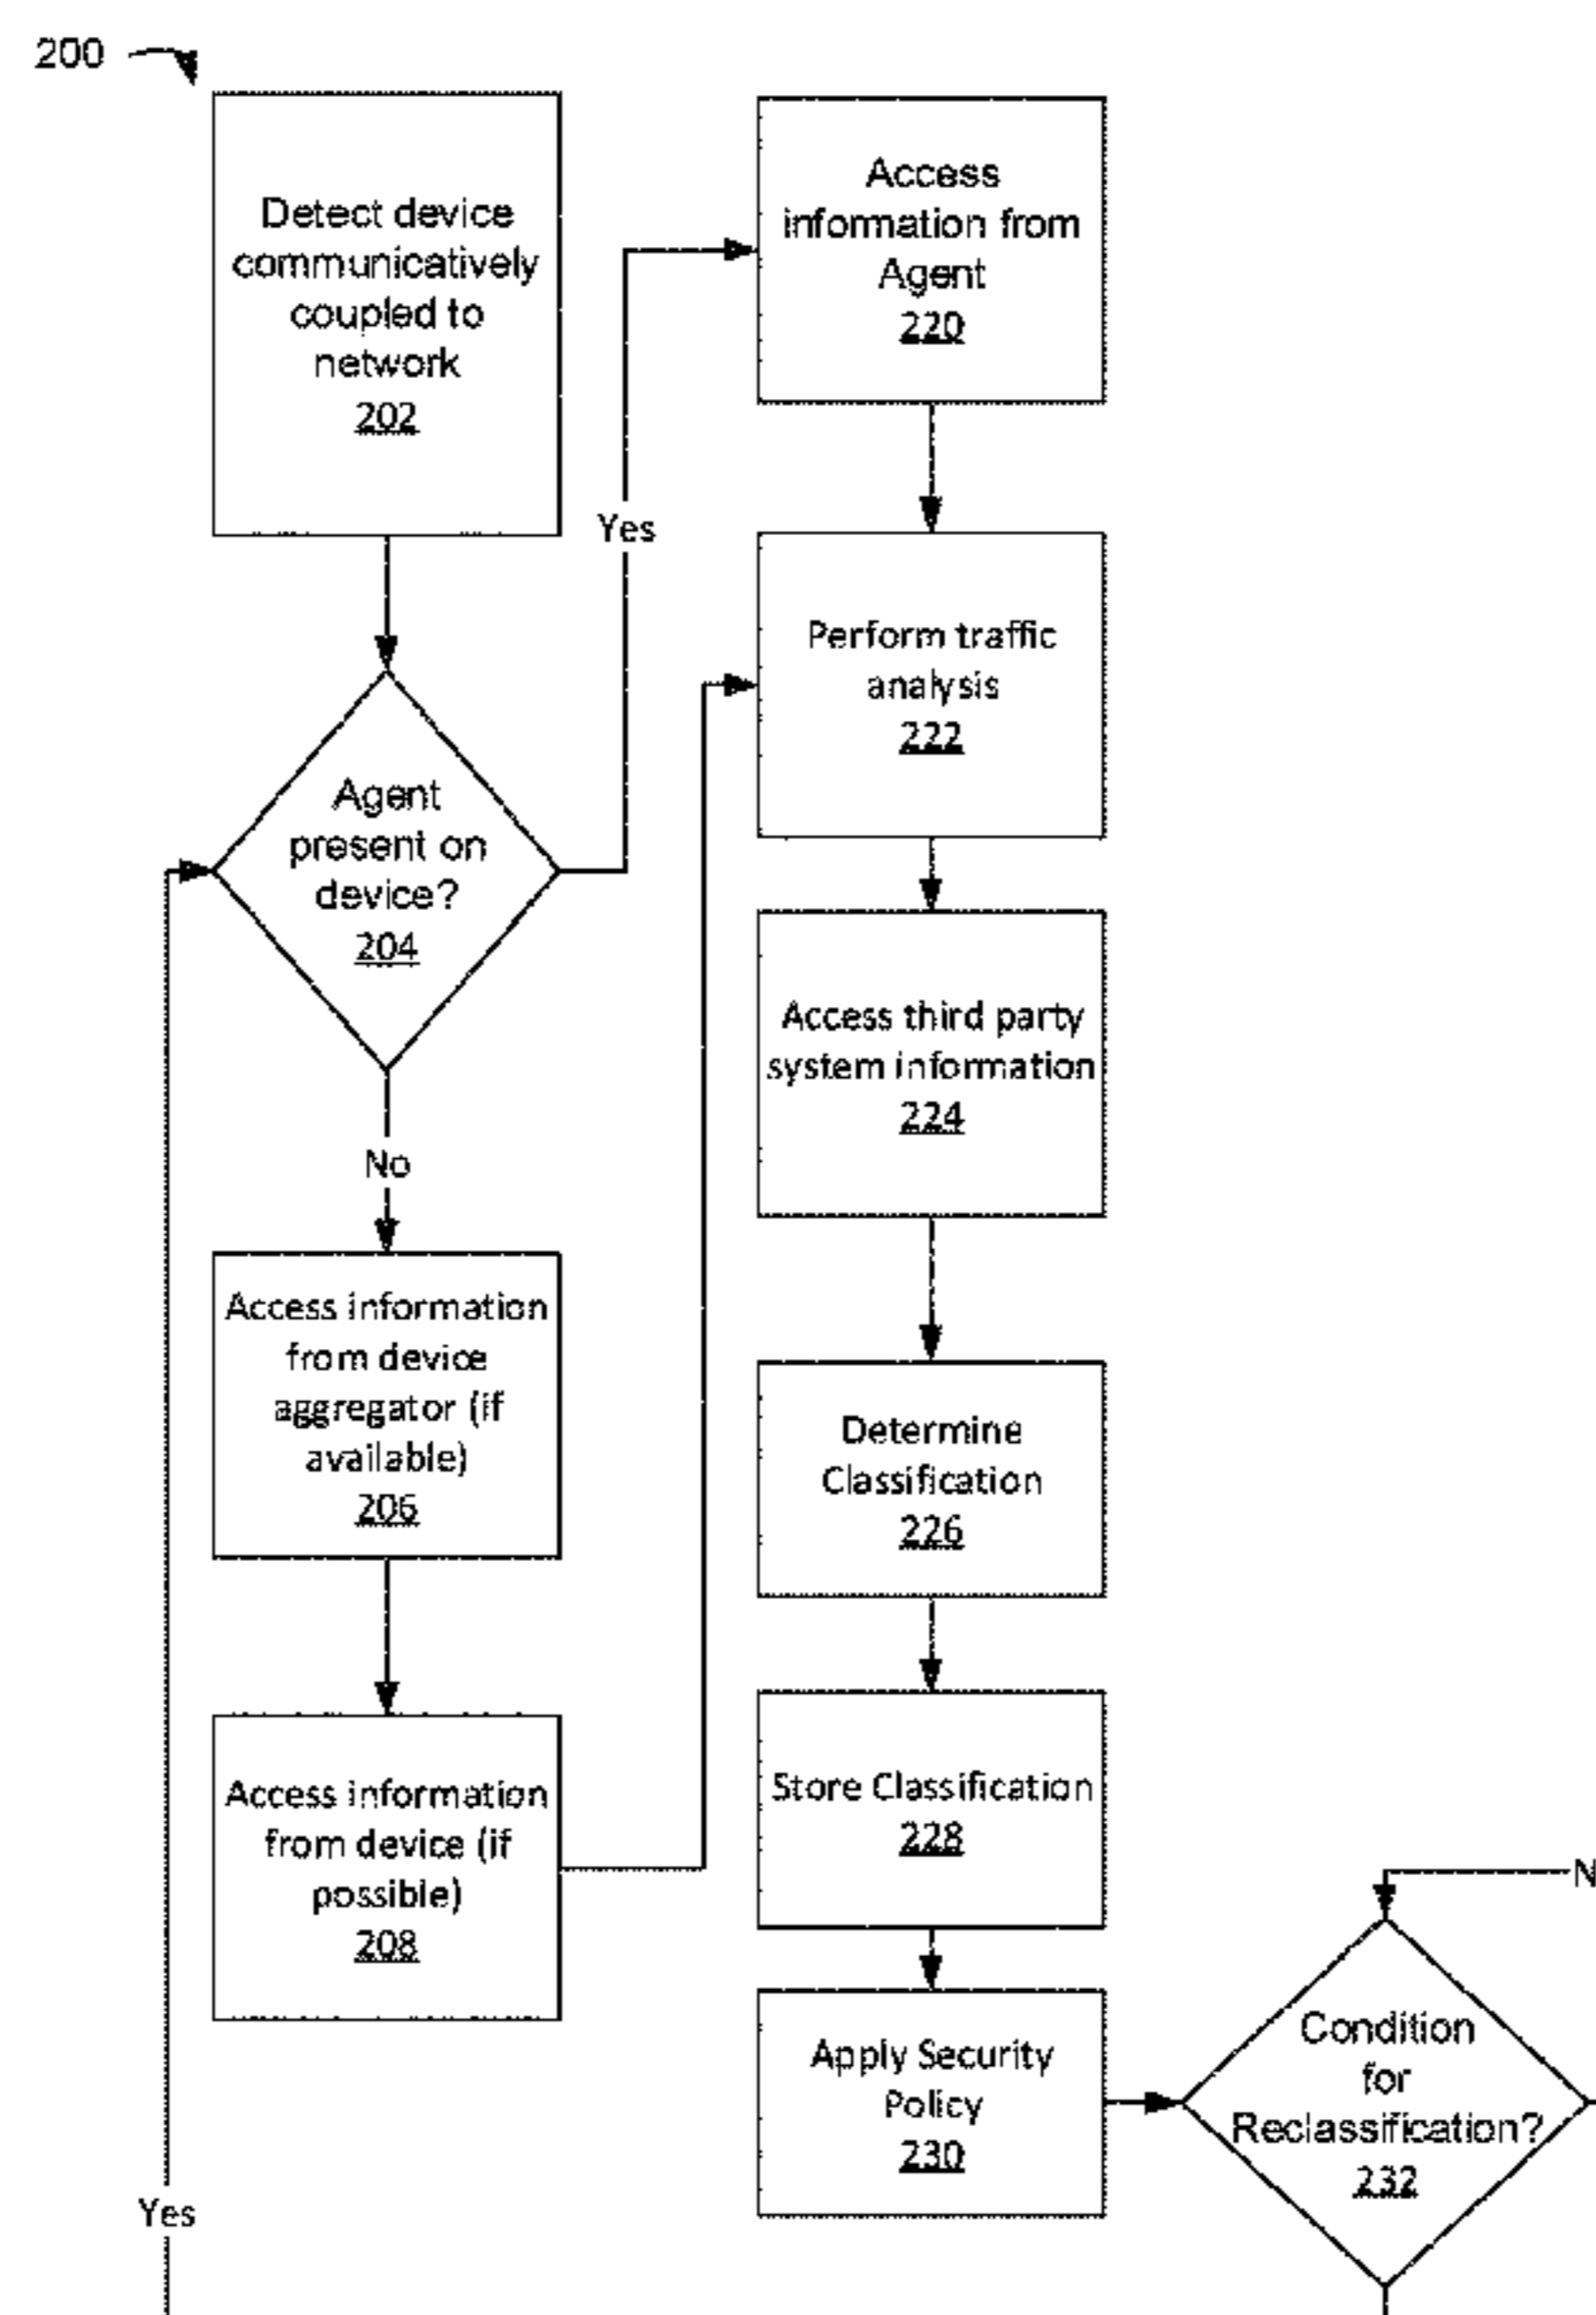 200
Detect device
communicatively
coupled to
network
202
Agent
present on
device?
204
No
Access information
from device
aggregator (if
available)
206
Access information
from device (if
possible)
208
Yes
Yes
Access
information from
Agent
220
Perform traffic
analysis
222
Access third party
system information
224
Determine
Classification
226
Store Classification
228
Apply Security
Policy
230
Condition
for
Reclassification?
232